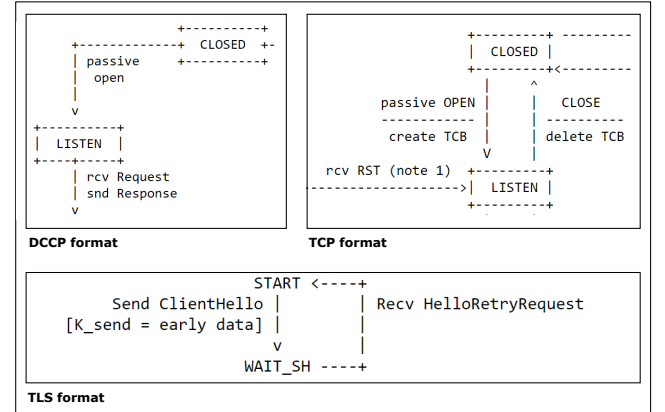 CLOSED
passive
open
LISTEN
rcv Request
snd Response
v
DCCP format
CLOSED
passive OPEN CLOSE
create TCB delete TCB
V
rcv RST (note 1)
LISTEN
TCP format
START <----+
Send ClientHello | | Recv HelloRetryRequest
[K_send = early data] | |
v |
WAIT_SH ----+
TLS format